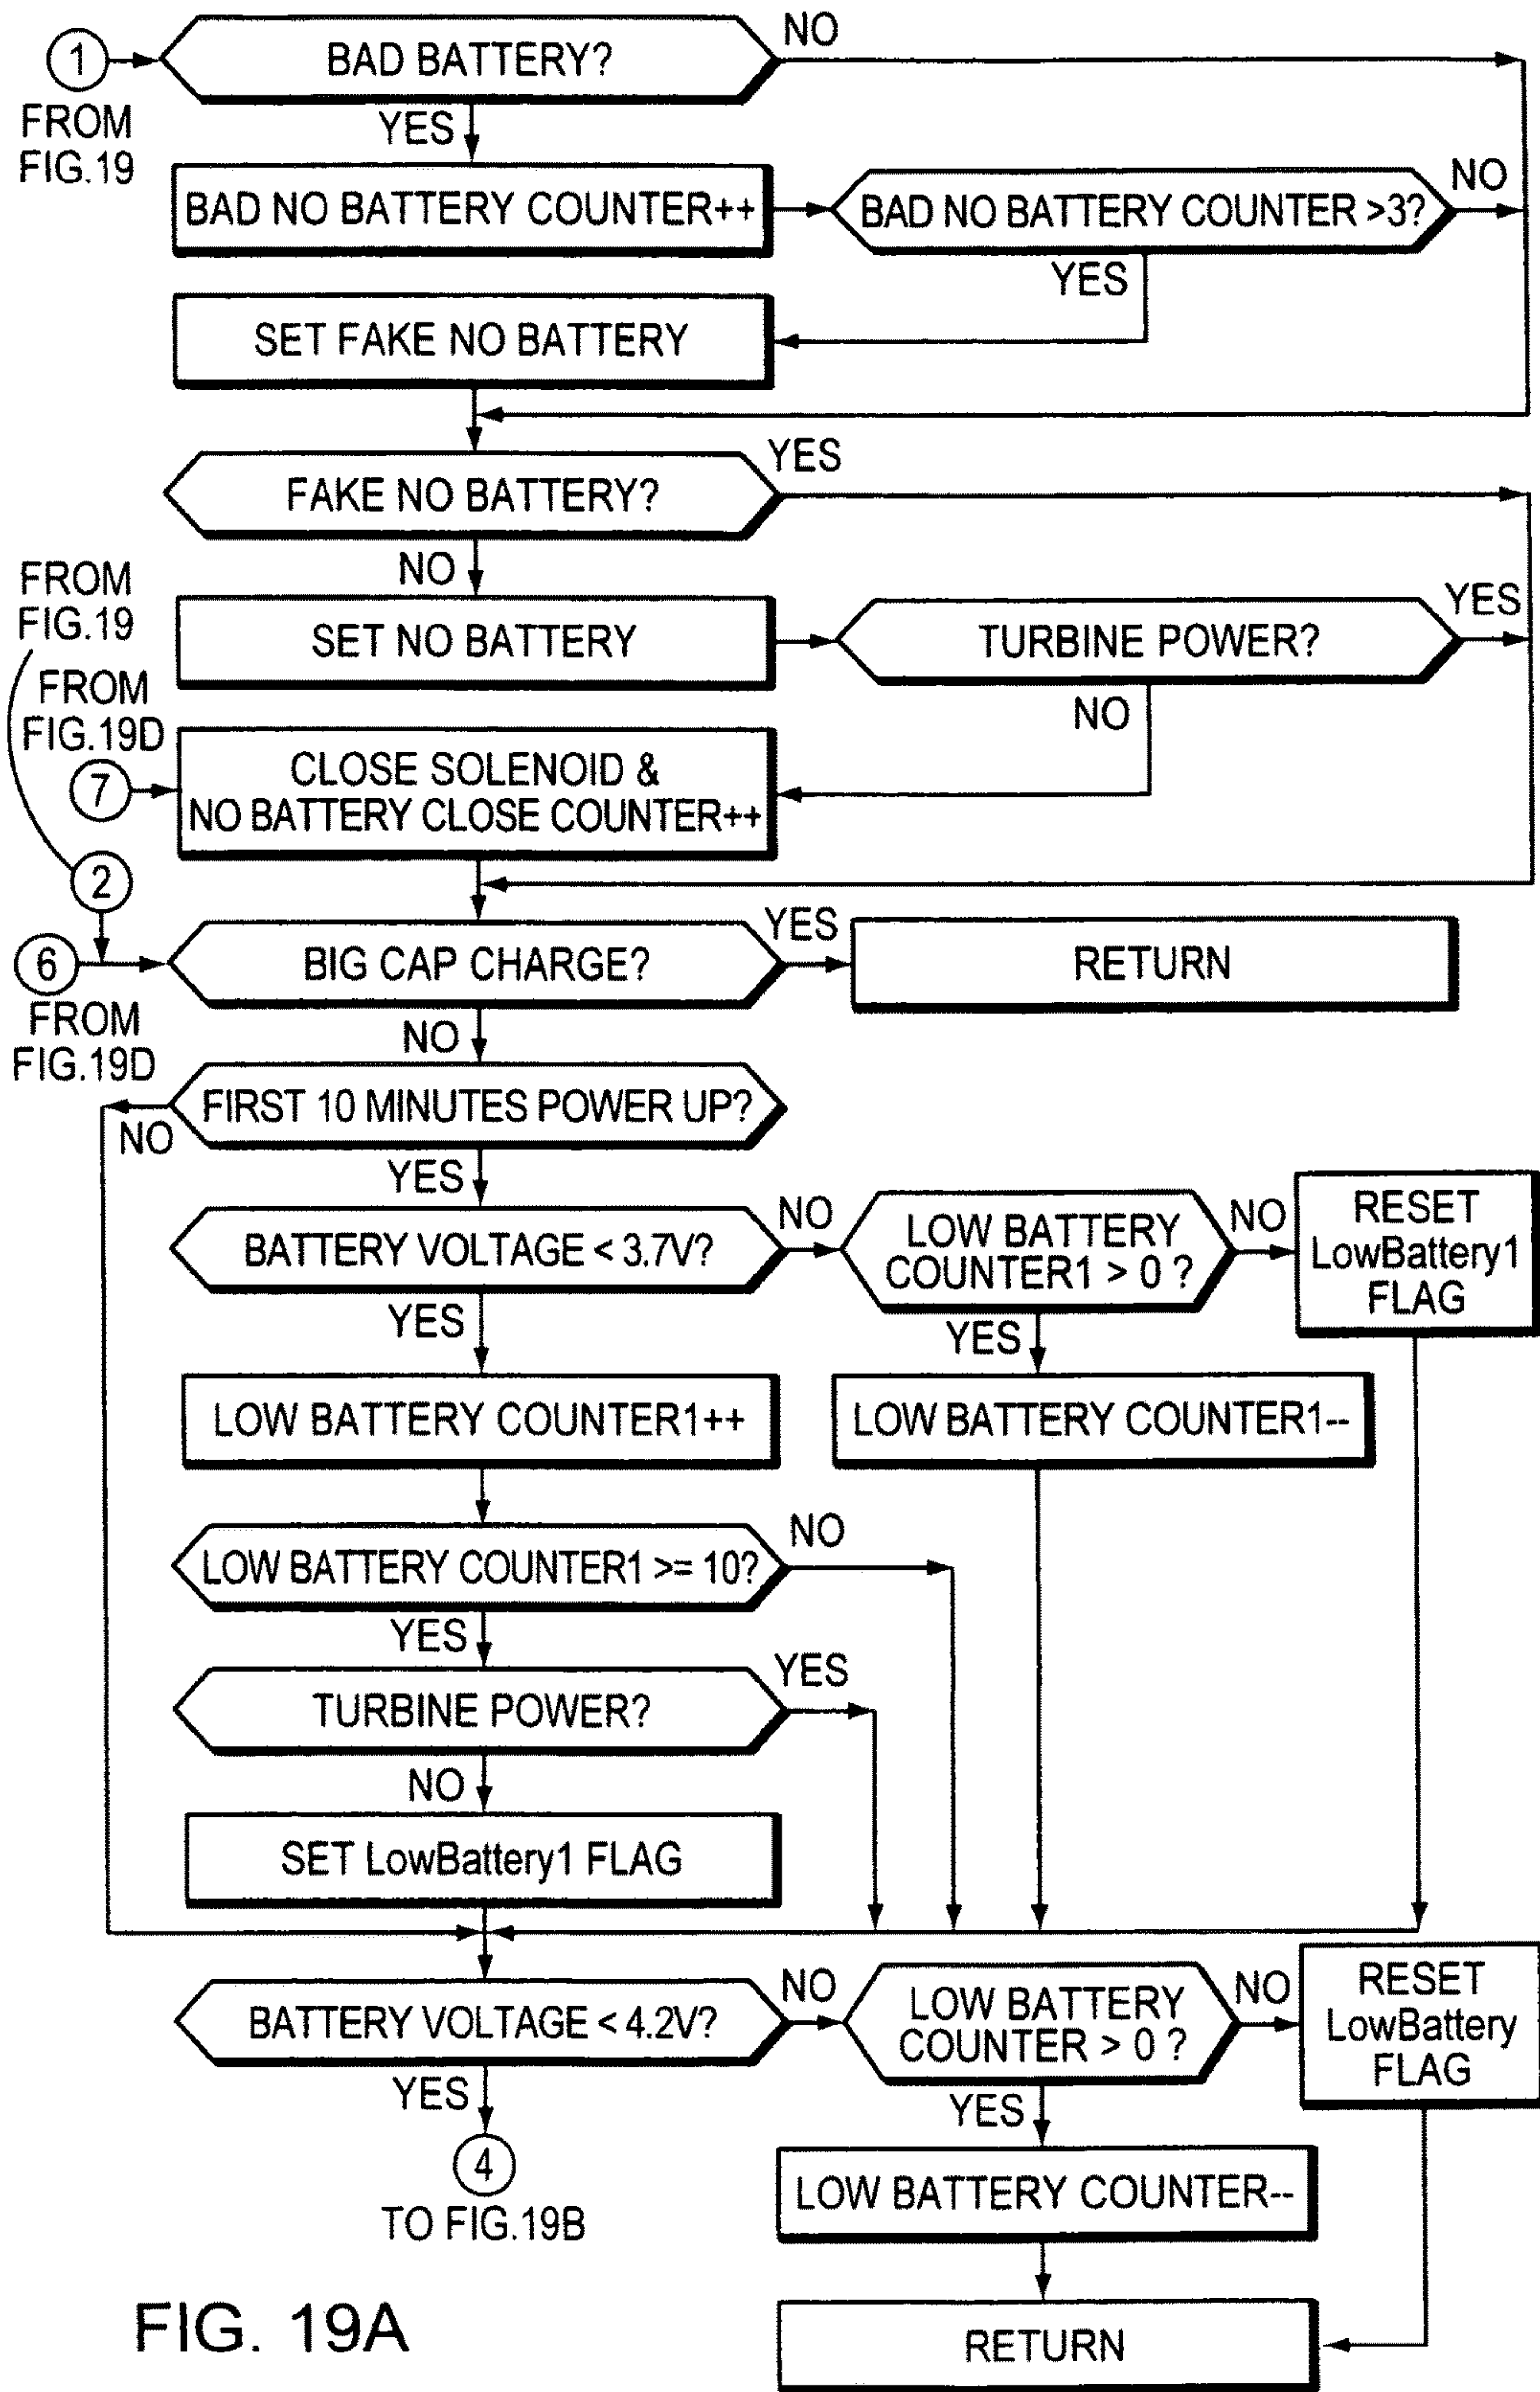 1
BAD BATTERY?
NO
FROM
FIG.19
YES
BAD NO BATTERY COUNTER++
BAD NO BATTERY COUNTER >3?
NO
YES
SET FAKE NO BATTERY
FAKE NO BATTERY?
YES
NO
FROM
FIG.19
SET NO BATTERY
TURBINE POWER?
YES
NO
FROM
FIG.19D
7
CLOSE SOLENOID &
NO BATTERY CLOSE COUNTER++
2
6
FROM
FIG.19D
BIG CAP CHARGE?
YES
RETURN
NO
FIRST 10 MINUTES POWER UP?
NO
YES
BATTERY VOLTAGE < 3.7V?
NO
LOW BATTERY
COUNTER1 > 0 ?
NO
RESET
LowBattery1
FLAG
YES
YES
LOW BATTERY COUNTER1++
LOW BATTERY COUNTER1--
LOW BATTERY COUNTER1 >= 10?
NO
YES
TURBINE POWER?
YES
NO
SET LowBattery1 FLAG
BATTERY VOLTAGE < 4.2V?
NO
LOW BATTERY
COUNTER > 0 ?
NO
RESET
LowBattery
FLAG
YES
YES
4
TO FIG.19B
LOW BATTERY COUNTER--
RETURN
FIG. 19A